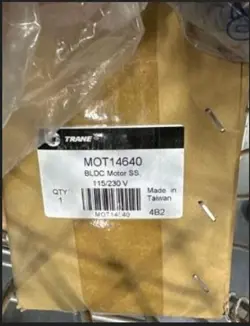 TRANE
MOT14640
BLDC Motor SS.
115/230 V
QTY:
1
Made in
Taiwan
MOT14640
4B2